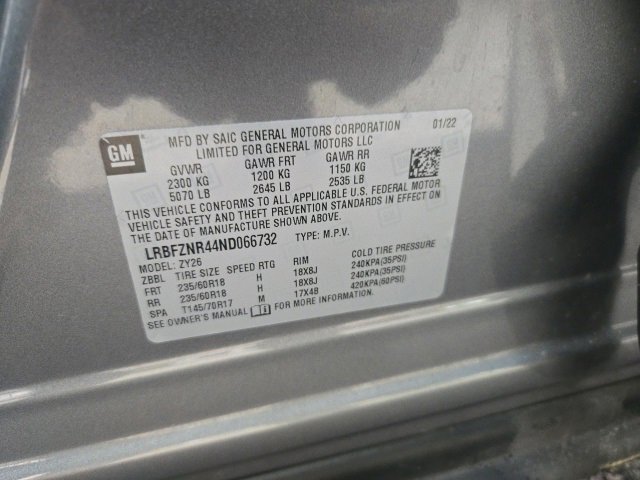 GM
MFD BY SAIC GENERAL MOTORS CORPORATION 01/22
LIMITED FOR GENERAL MOTORS LLC
GVWR GAWR FRT GAWR RR
2300 KG 1200 KG 1150 KG
5070 LB 2645 LB 2535 LB
THIS VEHICLE CONFORMS TO ALL APPLICABLE U.S. FEDERAL MOTOR
VEHICLE SAFETY AND THEFT PREVENTION STANDARDS IN EFFECT ON
THE DATE OF MANUFACTURE SHOWN ABOVE.
LRBFZNR44ND066732 TYPE: M.P.V.
MODEL: ZY26
ZBBL TIRE SIZE SPEED RTG RIM COLD TIRE PRESSURE
FRT 235/60R18 H 18X8J 240KPA(35PSI)
RR 235/60R18 H 18X8J 240KPA(35PSI)
SPA T145/70R17 M 17X4B 420KPA(60PSI)
SEE OWNER'S MANUAL FOR MORE INFORMATION.